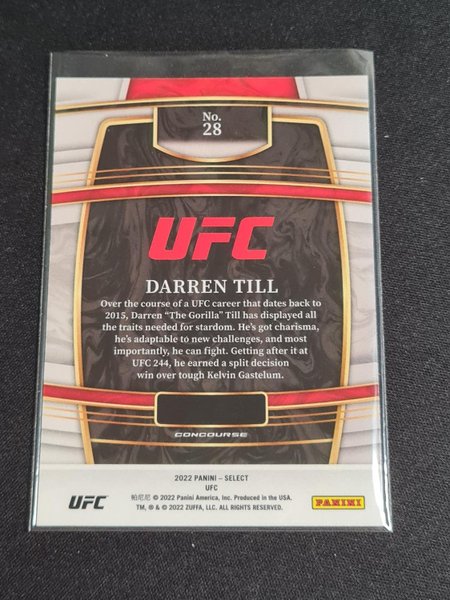 No.
28
UFC
DARREN TILL
Over the course of a UFC career that dates back to
2015, Darren “The Gorilla” Till has displayed all
the traits needed for stardom. He's got charisma,
he's adaptable to new challenges, and most
importantly, he can fight. Getting after it at
UFC 244, he earned a split decision
win over tough Kelvin Gastelum.
CONCOURSE
2022 PANINI – SELECT
UFC
UFC
帕尼尼 © 2022 Panini America, Inc. Produced in the USA.
TM, ® & © 2022 ZUFFA, LLC. ALL RIGHTS RESERVED.
PANINI